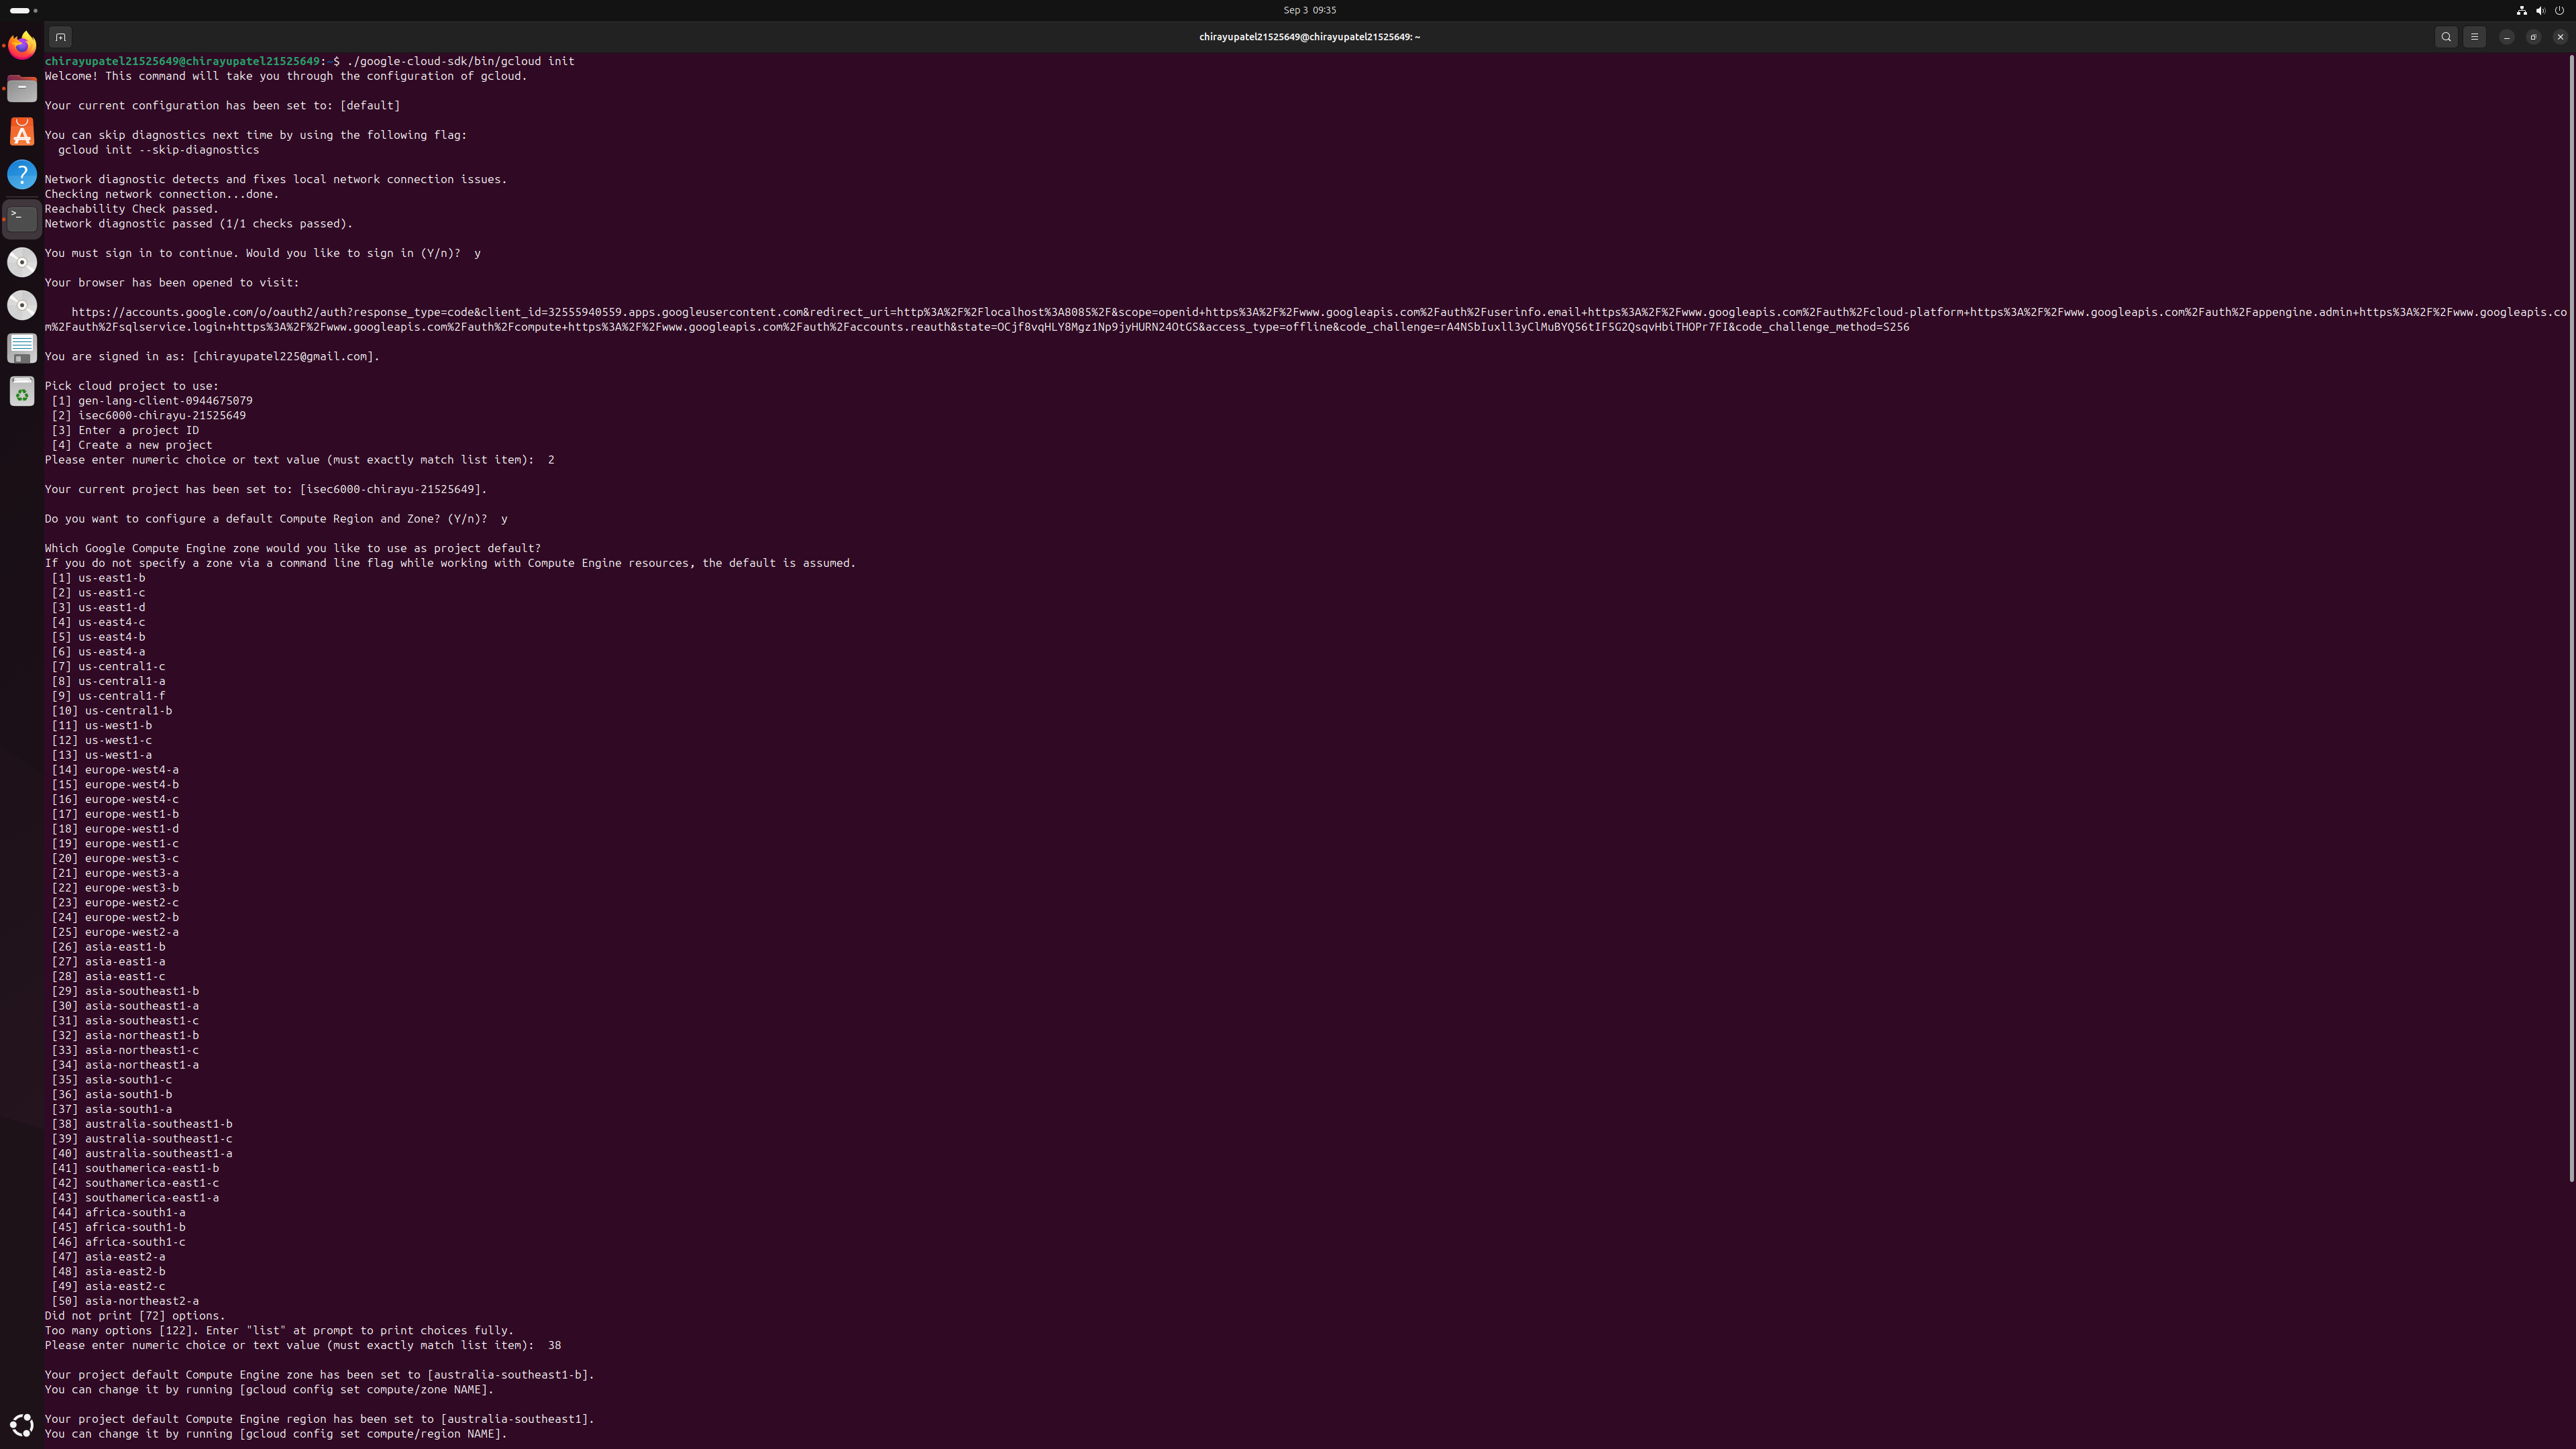 Sep 3 09:35
chirayupatel21525649@chirayupatel21525649: ~
chirayupatel21525649@chirayupatel21525649:~$ ./google-cloud-sdk/bin/gcloud init
Welcome! This command will take you through the configuration of gcloud.
Your current configuration has been set to: [default]
You can skip diagnostics next time by using the following flag:
gcloud init --skip-diagnostics
Network diagnostic detects and fixes local network connection issues.
Checking network connection...done.
Reachability Check passed.
Network diagnostic passed (1/1 checks passed).
You must sign in to continue. Would you like to sign in (Y/n)?  y
Your browser has been opened to visit:
https://accounts.google.com/o/oauth2/auth?response_type=code&client_id=32555940559.apps.googleusercontent.com&redirect_uri=http%3A%2F%2Flocalhost%3A8085%2F&scope=openid+https%3A%2F%2Fwww.googleapis.com%2Fauth%2Fuserinfo.email+https%3A%2F%2Fwww.googleapis.com%2Fauth%2Fcloud-platform+https%3A%2F%2Fwww.googleapis.com%2Fauth%2Fappengine.admin+https%3A%2F%2Fwww.googleapis.co
m%2Fauth%2Fsqlservice.login+https%3A%2F%2Fwww.googleapis.com%2Fauth%2Fcompute+https%3A%2F%2Fwww.googleapis.com%2Fauth%2Faccounts.reauth&state=OCjf8vqHLY8Mgz1Np9jyHURN24OtGS&access_type=offline&code_challenge=rA4NSbIuxll3yClMuBYQ56tIF5G2QsqvHbiTHOPr7FI&code_challenge_method=S256
You are signed in as: [chirayupatel225@gmail.com].
Pick cloud project to use:
[1] gen-lang-client-0944675079
[2] isec6000-chirayu-21525649
[3] Enter a project ID
[4] Create a new project
Please enter numeric choice or text value (must exactly match list item):  2
Your current project has been set to: [isec6000-chirayu-21525649].
Do you want to configure a default Compute Region and Zone? (Y/n)?  y
Which Google Compute Engine zone would you like to use as project default?
If you do not specify a zone via a command line flag while working with Compute Engine resources, the default is assumed.
[1] us-east1-b
[2] us-east1-c
[3] us-east1-d
[4] us-east4-c
[5] us-east4-b
[6] us-east4-a
[7] us-central1-c
[8] us-central1-a
[9] us-central1-f
[10] us-central1-b
[11] us-west1-b
[12] us-west1-c
[13] us-west1-a
[14] europe-west4-a
[15] europe-west4-b
[16] europe-west4-c
[17] europe-west1-b
[18] europe-west1-d
[19] europe-west1-c
[20] europe-west3-c
[21] europe-west3-a
[22] europe-west3-b
[23] europe-west2-c
[24] europe-west2-b
[25] europe-west2-a
[26] asia-east1-b
[27] asia-east1-a
[28] asia-east1-c
[29] asia-southeast1-b
[30] asia-southeast1-a
[31] asia-southeast1-c
[32] asia-northeast1-b
[33] asia-northeast1-c
[34] asia-northeast1-a
[35] asia-south1-c
[36] asia-south1-b
[37] asia-south1-a
[38] australia-southeast1-b
[39] australia-southeast1-c
[40] australia-southeast1-a
[41] southamerica-east1-b
[42] southamerica-east1-c
[43] southamerica-east1-a
[44] africa-south1-a
[45] africa-south1-b
[46] africa-south1-c
[47] asia-east2-a
[48] asia-east2-b
[49] asia-east2-c
[50] asia-northeast2-a
Did not print [72] options.
Too many options [122]. Enter "list" at prompt to print choices fully.
Please enter numeric choice or text value (must exactly match list item):  38
Your project default Compute Engine zone has been set to [australia-southeast1-b].
You can change it by running [gcloud config set compute/zone NAME].
Your project default Compute Engine region has been set to [australia-southeast1].
You can change it by running [gcloud config set compute/region NAME].